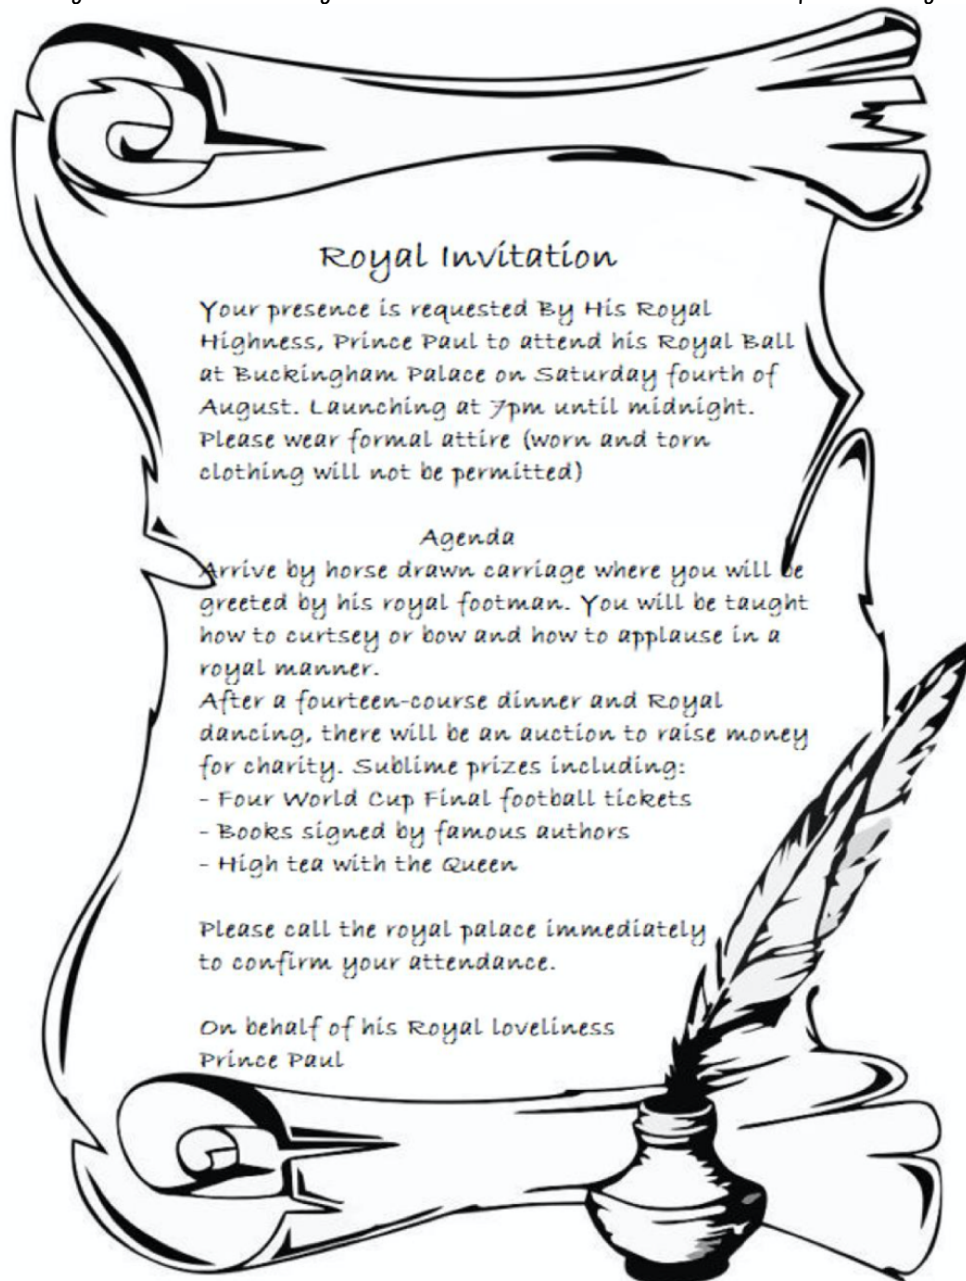 Royal Invitation
Your presence is requested By His Royal
Highness, Prince Paul to attend his Royal Ball
at Buckingham Palace on Saturday fourth of
August. Launching at 7pm until midnight.
Please wear formal attire (worn and torn
clothing will not be permitted)
Agenda
Arrive by horse drawn carriage where you will be
greeted by his royal footman. You will be taught
how to curtsey or bow and how to applause in a
royal manner.
After a fourteen-course dinner and Royal
dancing, there will be an auction to raise money
for charity. Sublime prizes including:
- Four World Cup Final football tickets
- Books signed by famous authors
- High tea with the Queen
Please call the royal palace immediately
to confirm your attendance.
On behalf of his Royal loveliness
Prince Paul